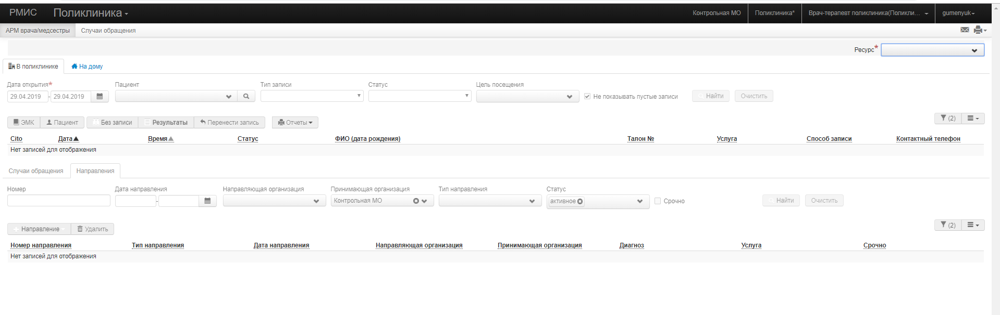 РМИС Поликлиника Контрольная МО Поликлиника* Врач-терапевт поликлиника(Поликли... gumenyuk
АРМ врача/медсестры Случаи обращения
Ресурс*
В поликлинике На дому
Дата открытия* Пациент Тип записи Статус Цель посещения
29.04.2019 - 29.04.2019 Не показывать пустые записи Найти Очистить
ЭМК Пациент Без записи Результаты Перенести запись Отчеты (2)
Cito Дата Время Статус ФИО (дата рождения) Талон № Услуга Способ записи Контактный телефон
Нет записей для отображения
Случаи обращения Направления
Номер Дата направления Направляющая организация Принимающая организация Тип направления Статус
- Контрольная МО активное Срочно Найти Очистить
Направление Удалить (2)
Номер направления Тип направления Дата направления Направляющая организация Принимающая организация Диагноз Услуга Срочно
Нет записей для отображения